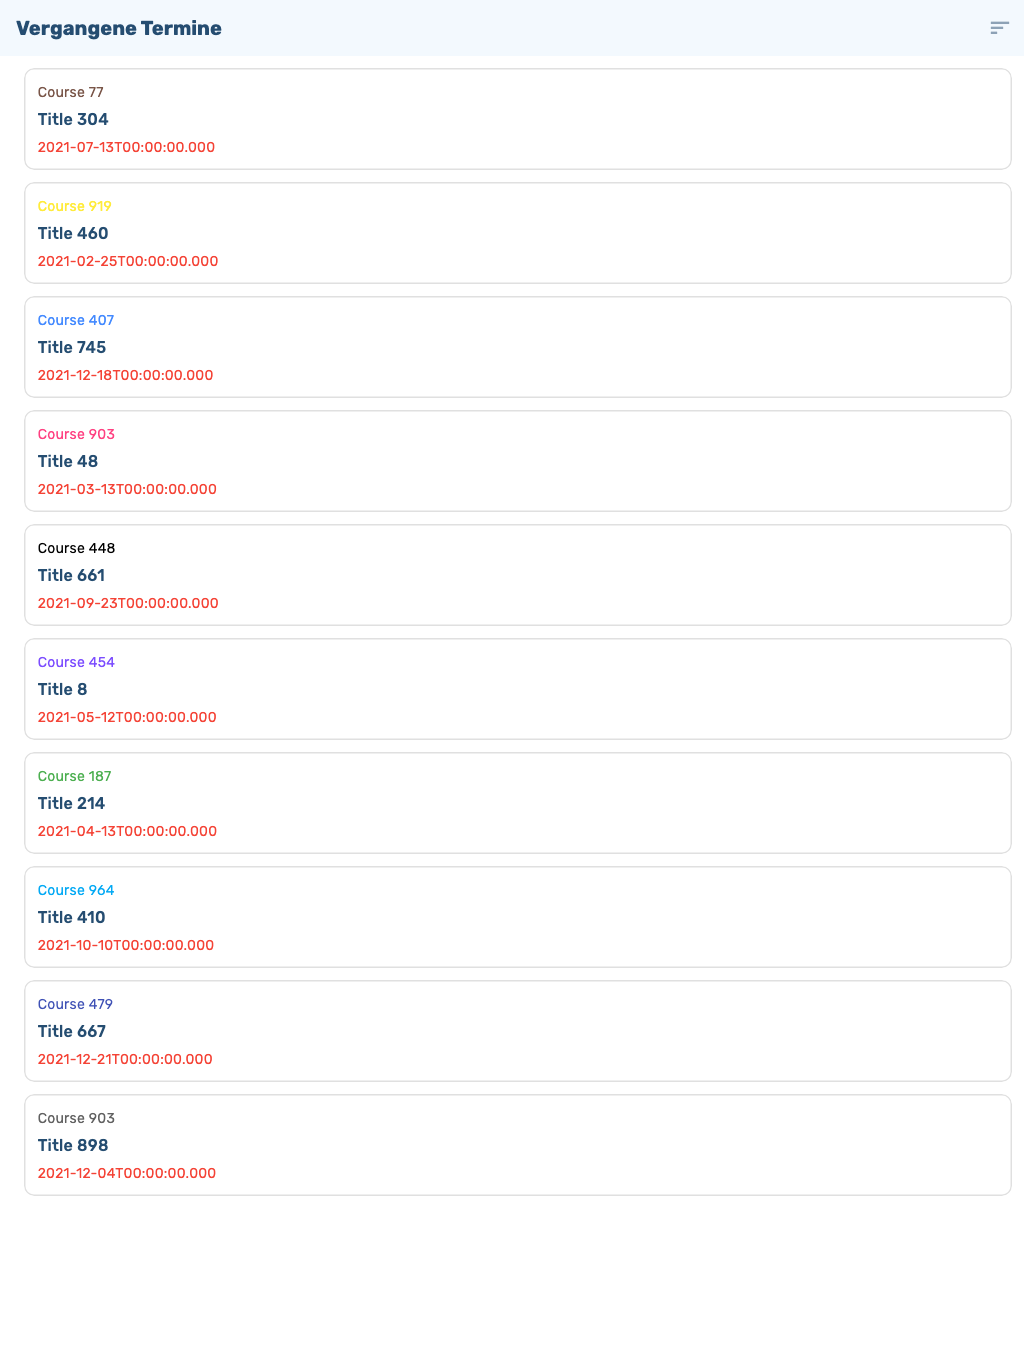 Vergangene Termine
Course 77
Title 304
2021-07-13T00:00:00.000
Course 919
Title 460
2021-02-25T00:00:00.000
Course 407
Title 745
2021-12-18T00:00:00.000
Course 903
Title 48
2021-03-13T00:00:00.000
Course 448
Title 661
2021-09-23T00:00:00.000
Course 454
Title 8
2021-05-12T00:00:00.000
Course 187
Title 214
2021-04-13T00:00:00.000
Course 964
Title 410
2021-10-10T00:00:00.000
Course 479
Title 667
2021-12-21T00:00:00.000
Course 903
Title 898
2021-12-04T00:00:00.000